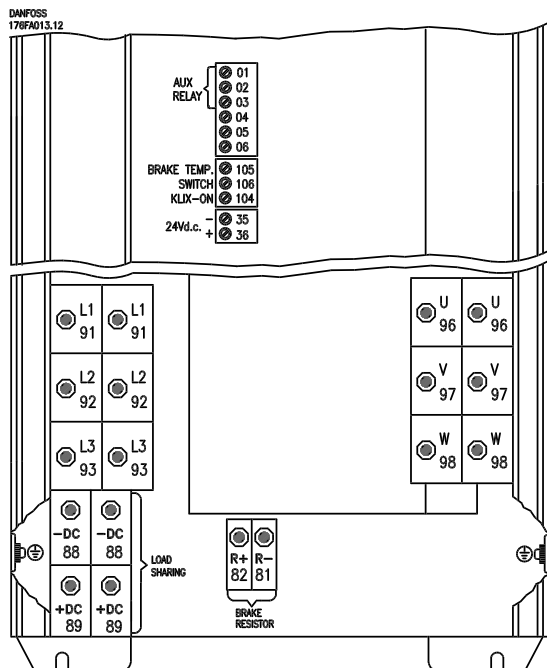 DANFOSS
176FA013.12
AUX
RELAY
01
02
03
04
05
06
BRAKE TEMP.
SWITCH
KLIX-ON
105
106
104
24Vd.c.
- 35
+ 36
L1 L1
91 91
L2 L2
92 92
L3 L3
93 93
-DC -DC
88 88
+DC +DC
89 89
LOAD
SHARING
R+ R-
82 81
BRAKE
RESISTOR
U U
96 96
V V
97 97
W W
98 98